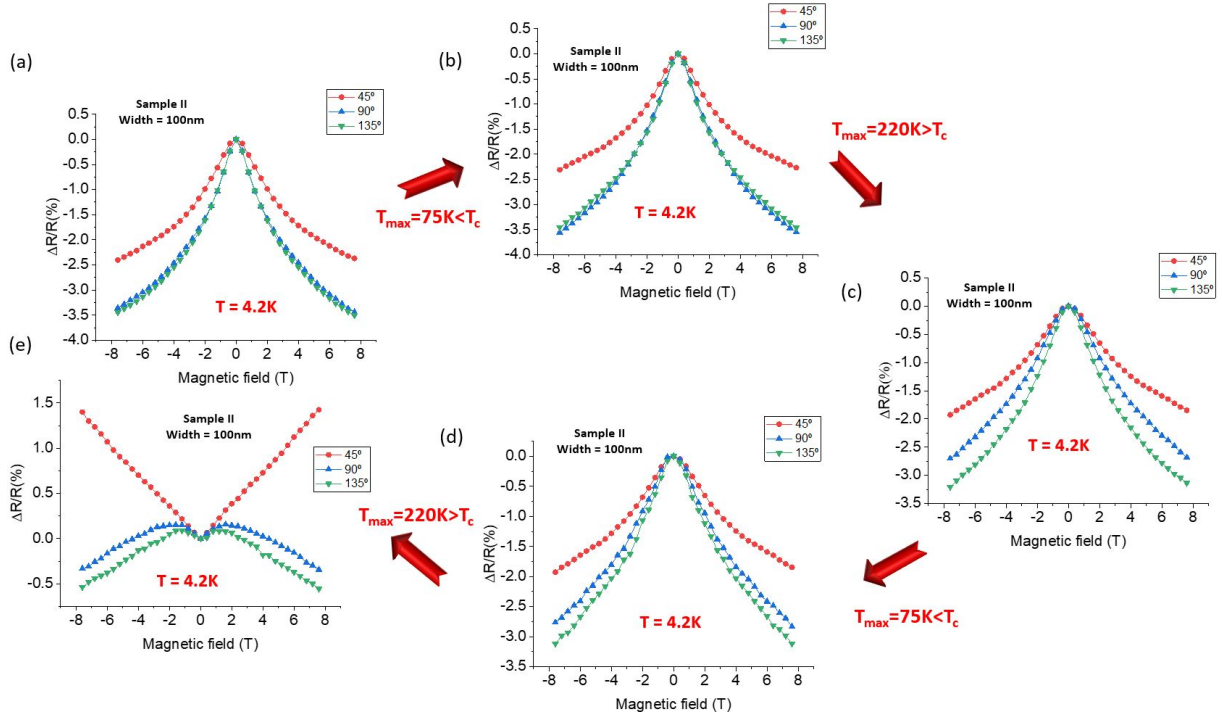 (a)
Sample II
Width = 100nm
45º
90º
135º
0.5
0.0
-0.5
-1.0
-1.5
-2.0
-2.5
-3.0
-3.5
-4.0
ΔR/R(%)
T = 4.2K
-8 -6 -4 -2 0 2 4 6 8
Magnetic field (T)
Tmax=75K<Tc
(b)
Sample II
Width = 100nm
45º
90º
135º
0.5
0.0
-0.5
-1.0
-1.5
-2.0
-2.5
-3.0
-3.5
-4.0
ΔR/R(%)
T = 4.2K
-8 -6 -4 -2 0 2 4 6 8
Magnetic field (T)
Tmax=220K>Tc
(c)
Sample II
Width = 100nm
45º
90º
135º
0.0
-0.5
-1.0
-1.5
-2.0
-2.5
-3.0
-3.5
ΔR/R(%)
T = 4.2K
-8 -6 -4 -2 0 2 4 6 8
Magnetic field (T)
Tmax=75K<Tc
(d)
Sample II
Width = 100nm
45º
90º
135º
0.0
-0.5
-1.0
-1.5
-2.0
-2.5
-3.0
-3.5
ΔR/R(%)
T = 4.2K
-8 -6 -4 -2 0 2 4 6 8
Magnetic field (T)
Tmax=220K>Tc
(e)
Sample II
Width = 100nm
45º
90º
135º
1.5
1.0
0.5
0.0
-0.5
ΔR/R(%)
T = 4.2K
-8 -6 -4 -2 0 2 4 6 8
Magnetic field (T)